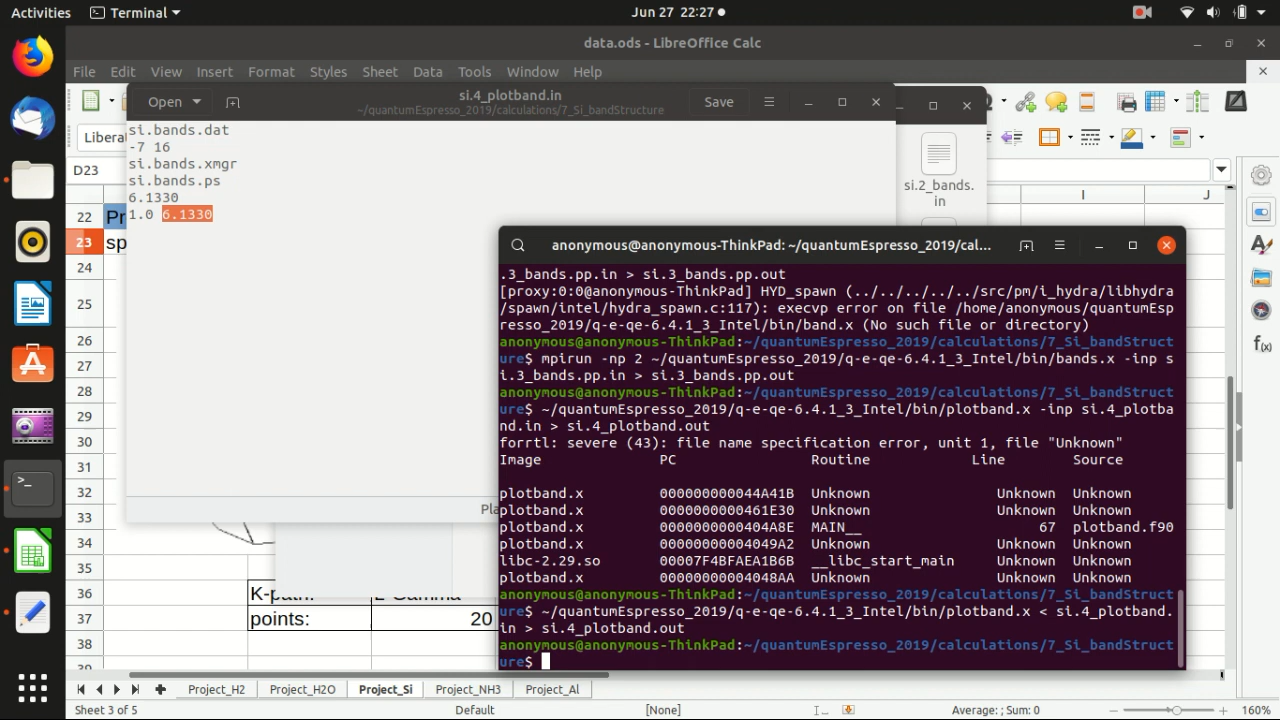 Activities
Terminal
Jun 27 22:27
data.ods - LibreOffice Calc
File Edit View Insert Format Styles Sheet Data Tools Window Help
Open
si.4_plotband.in
~/quantumEspresso_2019/calculations/7_Si_bandStructure
Save
Libera
D23
I
J
si.bands.dat
-7 16
si.bands.xmgr
si.bands.ps
6.1330
1.0 6.1330
si.2_bands.
in
22
23
24
25
26
27
28
29
30
31
32
33
34
35
36
37
38
39
Pr
sp
Pla
K-path:
points:
20
anonymous@anonymous-ThinkPad: ~/quantumEspresso_2019/cal...
.3_bands.pp.in > si.3_bands.pp.out
[proxy:0:0@anonymous-ThinkPad] HYD_spawn (../../../../../src/pm/i_hydra/libhydra
/spawn/intel/hydra_spawn.c:117): execvp error on file /home/anonymous/quantumEsp
resso_2019/q-e-qe-6.4.1_3_Intel/bin/band.x (No such file or directory)
anonymous@anonymous-ThinkPad:~/quantumEspresso_2019/calculations/7_Si_bandStruct
ure$ mpirun -np 2 ~/quantumEspresso_2019/q-e-qe-6.4.1_3_Intel/bin/bands.x -inp s
i.3_bands.pp.in > si.3_bands.pp.out
anonymous@anonymous-ThinkPad:~/quantumEspresso_2019/calculations/7_Si_bandStruct
ure$ ~/quantumEspresso_2019/q-e-qe-6.4.1_3_Intel/bin/plotband.x -inp si.4_plotba
nd.in > si.4_plotband.out
forrtl: severe (43): file name specification error, unit 1, file "Unknown"
Image PC Routine Line Source
plotband.x 000000000044A41B Unknown Unknown Unknown
plotband.x 0000000000461E30 Unknown Unknown Unknown
plotband.x 0000000000404A8E MAIN__ 67 plotband.f90
plotband.x 00000000004049A2 Unknown Unknown Unknown
libc-2.29.so 00007F4BFAEA1B6B __libc_start_main Unknown Unknown
plotband.x 00000000004048AA Unknown Unknown Unknown
anonymous@anonymous-ThinkPad:~/quantumEspresso_2019/calculations/7_Si_bandStruct
ure$ ~/quantumEspresso_2019/q-e-qe-6.4.1_3_Intel/bin/plotband.x < si.4_plotband.
in > si.4_plotband.out
anonymous@anonymous-ThinkPad:~/quantumEspresso_2019/calculations/7_Si_bandStruct
ure$
Project_H2 Project_H2O Project_Si Project_NH3 Project_Al
Sheet 3 of 5
Default
[None]
Average: ; Sum: 0
160%